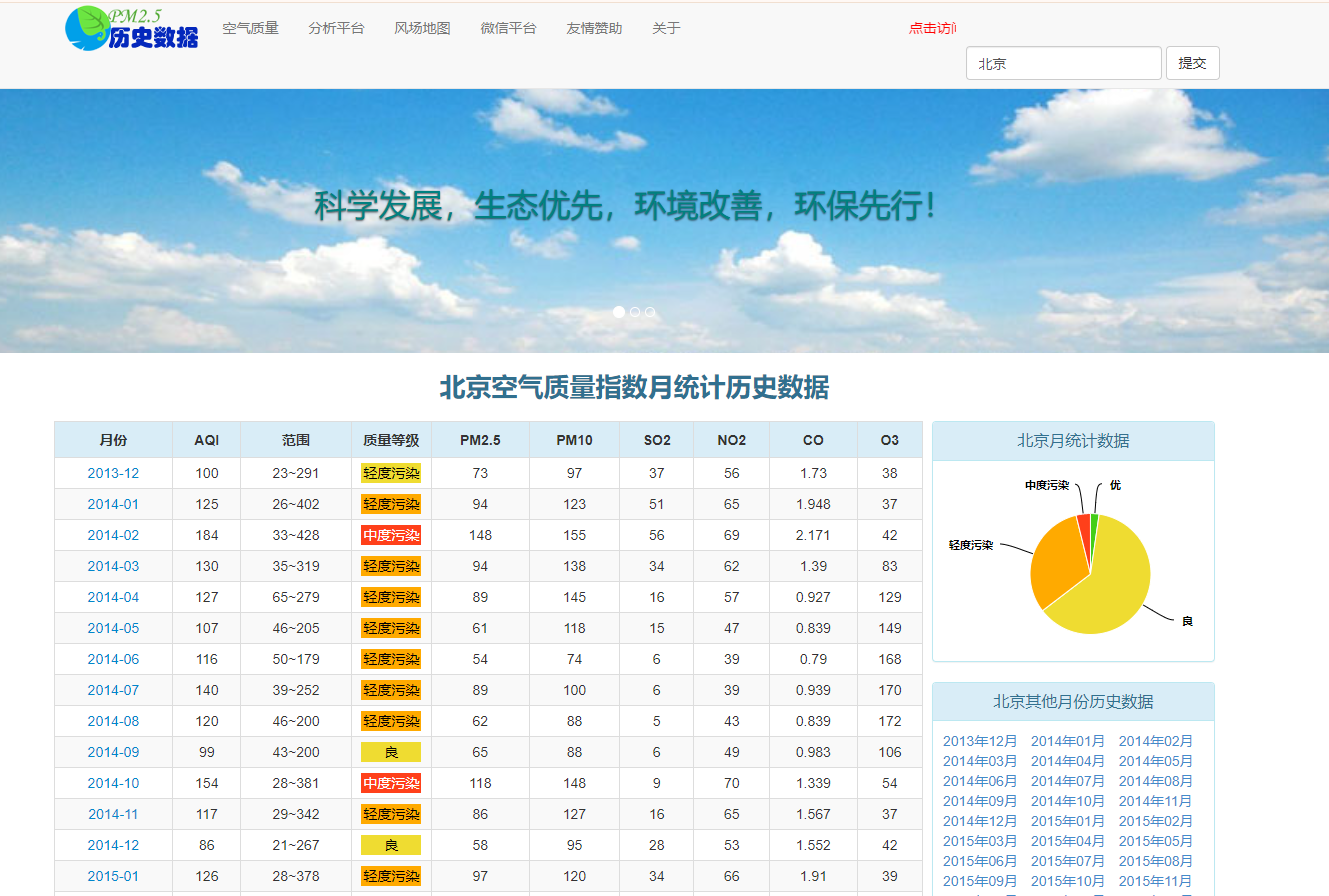 PM2.5
历史数据
空气质量 分析平台 风场地图 微信平台 友情赞助 关于
点击访
北京 提交
科学发展，生态优先，环境改善，环保先行！
北京空气质量指数月统计历史数据
月份 AQI 范围 质量等级 PM2.5 PM10 SO2 NO2 CO O3
2013-12 100 23~291 轻度污染 73 97 37 56 1.73 38
2014-01 125 26~402 轻度污染 94 123 51 65 1.948 37
2014-02 184 33~428 中度污染 148 155 56 69 2.171 42
2014-03 130 35~319 轻度污染 94 138 34 62 1.39 83
2014-04 127 65~279 轻度污染 89 145 16 57 0.927 129
2014-05 107 46~205 轻度污染 61 118 15 47 0.839 149
2014-06 116 50~179 轻度污染 54 74 6 39 0.79 168
2014-07 140 39~252 轻度污染 89 100 6 39 0.939 170
2014-08 120 46~200 轻度污染 62 88 5 43 0.839 172
2014-09 99 43~200 良 65 88 6 49 0.983 106
2014-10 154 28~381 中度污染 118 148 9 70 1.339 54
2014-11 117 29~342 轻度污染 86 127 16 65 1.567 37
2014-12 86 21~267 良 58 95 28 53 1.552 42
2015-01 126 28~378 轻度污染 97 120 34 66 1.91 39
北京月统计数据
中度污染 优
轻度污染
良
北京其他月份历史数据
2013年12月 2014年01月 2014年02月
2014年03月 2014年04月 2014年05月
2014年06月 2014年07月 2014年08月
2014年09月 2014年10月 2014年11月
2014年12月 2015年01月 2015年02月
2015年03月 2015年04月 2015年05月
2015年06月 2015年07月 2015年08月
2015年09月 2015年10月 2015年11月